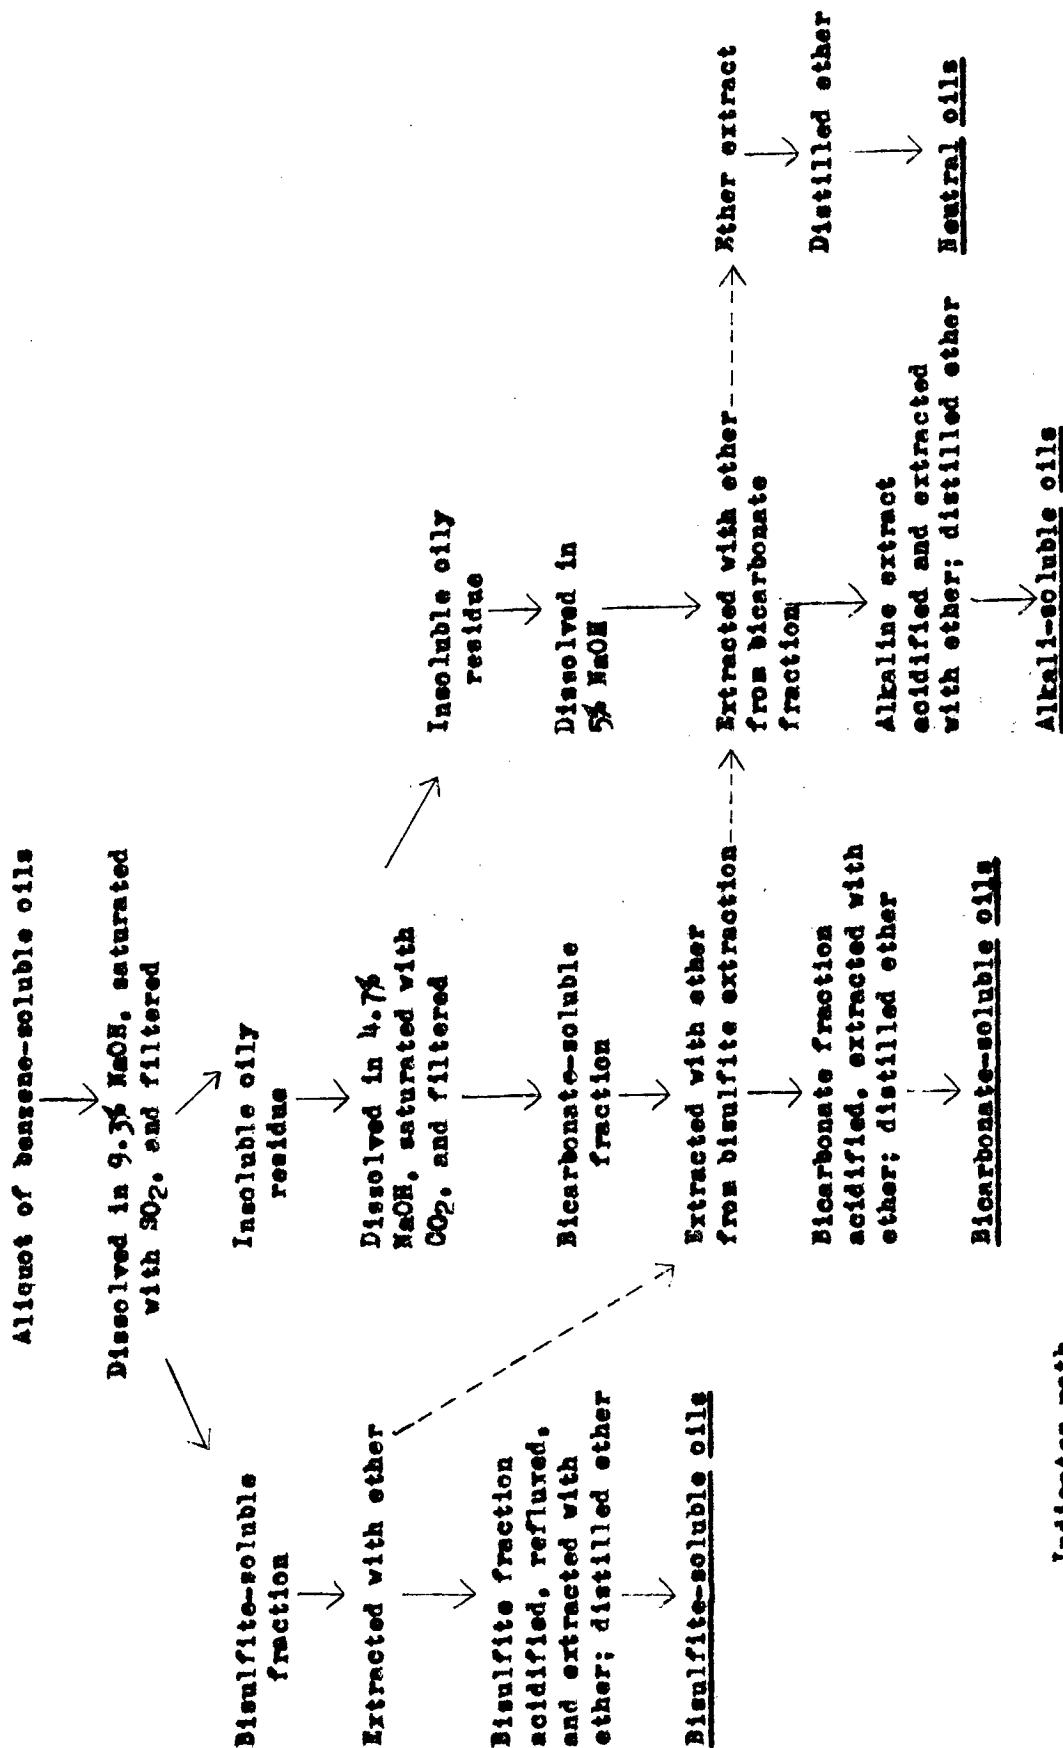 Aliquot of benzene-soluble oils
Dissolved in 9.3% NaOH, saturated
with SO2, and filtered
Bisulfite-soluble
fraction
Extracted with ether
Bisulfite fraction
acidified, refluxed,
and extracted with
ether; distilled ether
Bisulfite-soluble oils
Insoluble oily
residue
Dissolved in 4.7%
NaOH, saturated with
CO2, and filtered
Bicarbonate-soluble
fraction
Extracted with ether
from bisulfite extraction
Bicarbonate fraction
acidified, extracted with
ether; distilled ether
Bicarbonate-soluble oils
Insoluble oily
residue
Dissolved in
5% NaOH
Extracted with ether
from bicarbonate
fraction
Alkaline extract
acidified and extracted
with ether; distilled ether
Alkali-soluble oils
Ether extract
Distilled ether
Neutral oils
Indicates path